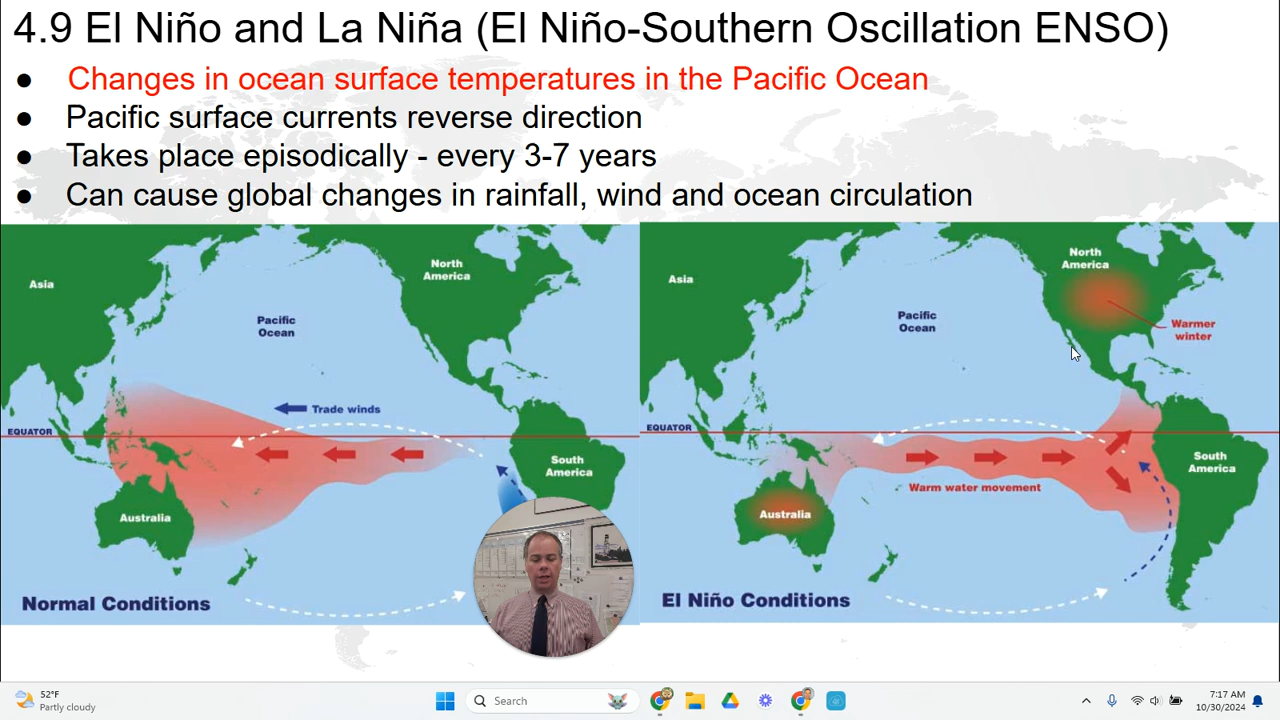 4.9 El Niño and La Niña (El Niño-Southern Oscillation ENSO)
● Changes in ocean surface temperatures in the Pacific Ocean
● Pacific surface currents reverse direction
● Takes place episodically - every 3-7 years
● Can cause global changes in rainfall, wind and ocean circulation
Asia
North
America
Pacific
Ocean
Trade winds
EQUATOR
South
America
Australia
Normal Conditions
Asia
North
America
Pacific
Ocean
Warmer
winter
EQUATOR
South
America
Warm water movement
Australia
El Niño Conditions
52°F
Partly cloudy
Search
7:17 AM
10/30/2024